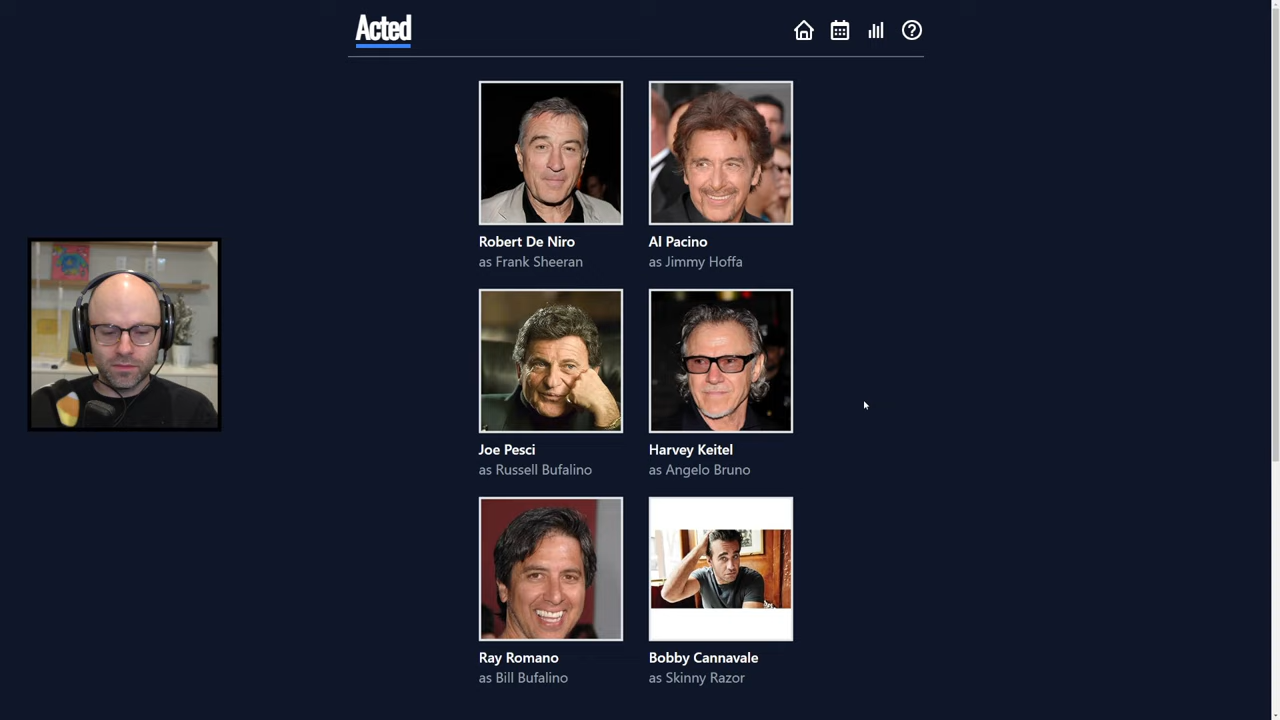 Acted
Robert De Niro
as Frank Sheeran
Al Pacino
as Jimmy Hoffa
Joe Pesci
as Russell Bufalino
Harvey Keitel
as Angelo Bruno
Ray Romano
as Bill Bufalino
Bobby Cannavale
as Skinny Razor